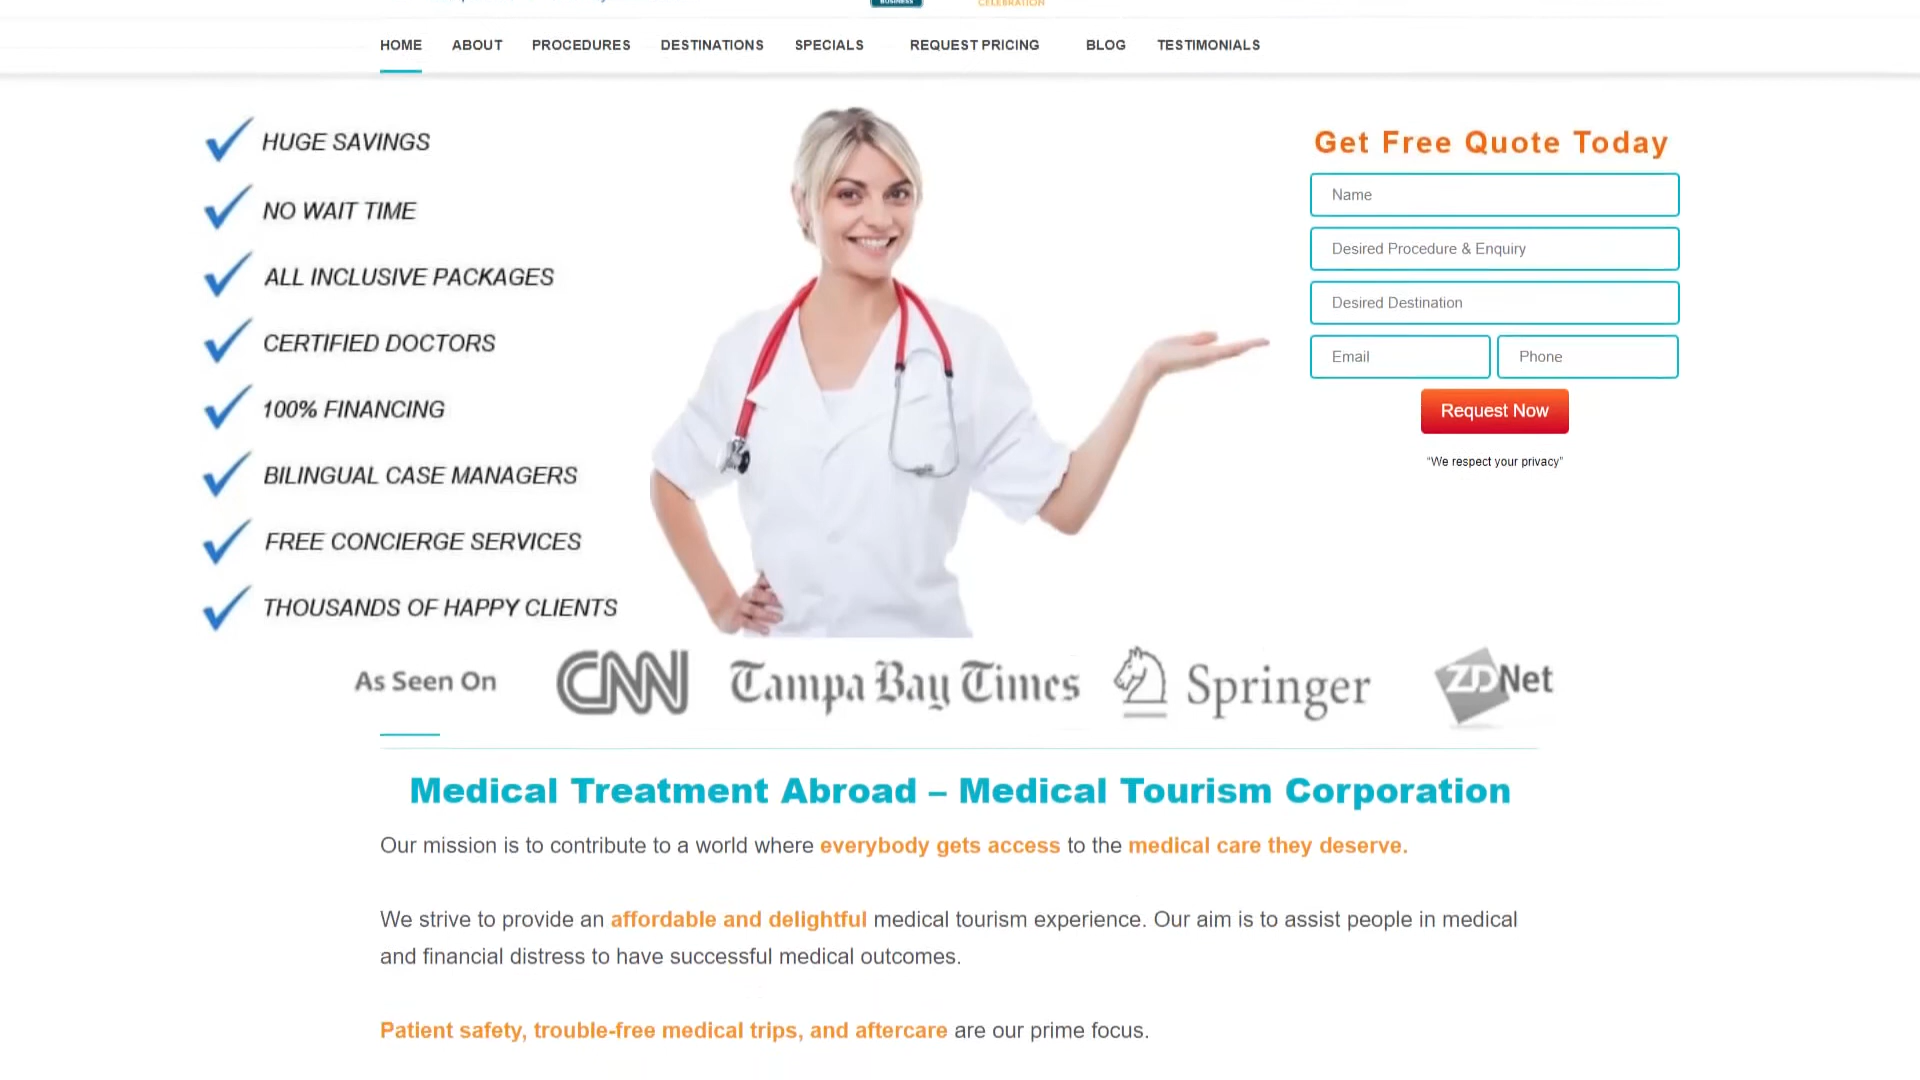 BUSINESS
CELEBRATION
HOME ABOUT PROCEDURES DESTINATIONS SPECIALS REQUEST PRICING BLOG TESTIMONIALS
HUGE SAVINGS
NO WAIT TIME
ALL INCLUSIVE PACKAGES
CERTIFIED DOCTORS
100% FINANCING
BILINGUAL CASE MANAGERS
FREE CONCIERGE SERVICES
THOUSANDS OF HAPPY CLIENTS
Get Free Quote Today
Name
Desired Procedure & Enquiry
Desired Destination
Email Phone
Request Now
"We respect your privacy"
As Seen On CNN Tampa Bay Times Springer ZDNet
Medical Treatment Abroad – Medical Tourism Corporation
Our mission is to contribute to a world where everybody gets access to the medical care they deserve.
We strive to provide an affordable and delightful medical tourism experience. Our aim is to assist people in medical
and financial distress to have successful medical outcomes.
Patient safety, trouble-free medical trips, and aftercare are our prime focus.